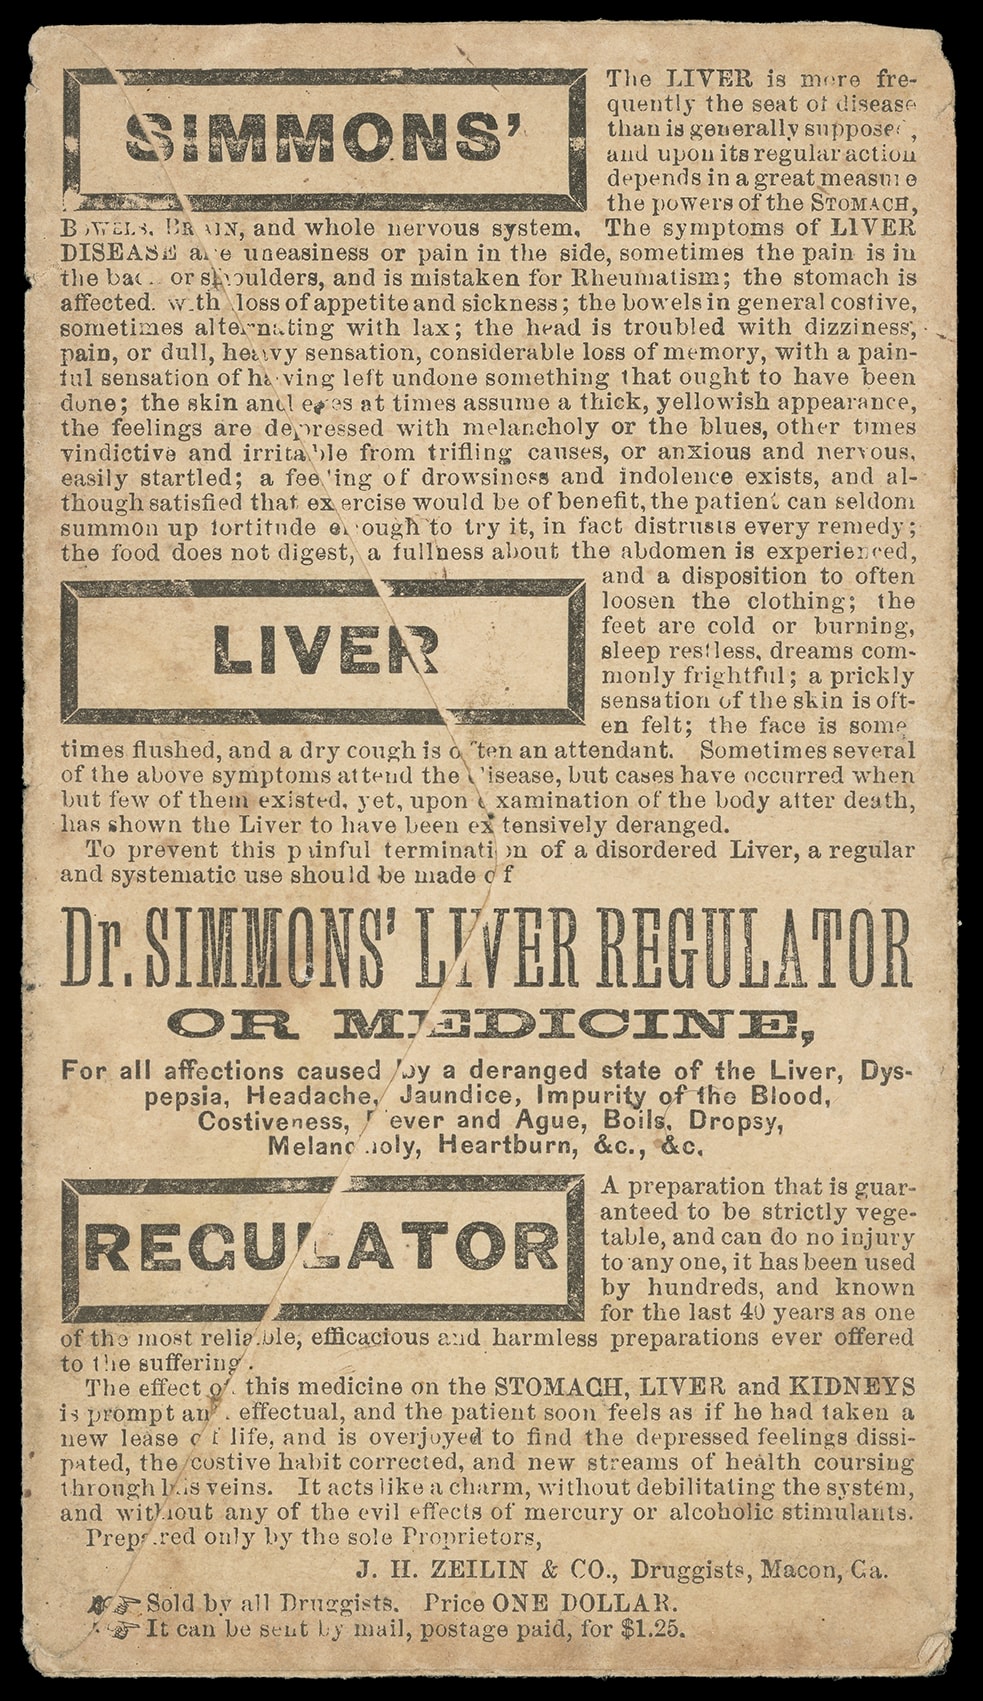 SIMMONS'
The LIVER is more fre-
quently the seat of disease
than is generally supposed,
and upon its regular action
depends in a great measure
the powers of the STOMACH,
BOWELS, BRAIN, and whole nervous system. The symptoms of LIVER
DISEASE are uneasiness or pain in the side, sometimes the pain is in
the back or shoulders, and is mistaken for Rheumatism; the stomach is
affected. with loss of appetite and sickness; the bowels in general costive,
sometimes alternating with lax; the head is troubled with dizziness,
pain, or dull, heavy sensation, considerable loss of memory, with a pain-
ful sensation of having left undone something that ought to have been
done; the skin and eyes at times assume a thick, yellowish appearance,
the feelings are depressed with melancholy or the blues, other times
vindictive and irritable from trifling causes, or anxious and nervous,
easily startled; a feeling of drowsiness and indolence exists, and al-
though satisfied that exercise would be of benefit, the patient can seldom
summon up fortitude enough to try it, in fact distrusts every remedy;
the food does not digest, a fullness about the abdomen is experienced,
LIVER
and a disposition to often
loosen the clothing; the
feet are cold or burning,
sleep restless, dreams com-
monly frightful; a prickly
sensation of the skin is oft-
en felt; the face is some
times flushed, and a dry cough is often an attendant. Sometimes several
of the above symptoms attend the disease, but cases have occurred when
but few of them existed, yet, upon examination of the body after death,
has shown the Liver to have been extensively deranged.
To prevent this painful termination of a disordered Liver, a regular
and systematic use should be made of
Dr. SIMMONS' LIVER REGULATOR
OR MEDICINE,
For all affections caused by a deranged state of the Liver, Dys-
pepsia, Headache, Jaundice, Impurity of the Blood,
Costiveness, Fever and Ague, Boils, Dropsy,
Melancholy, Heartburn, &c., &c.
REGULATOR
A preparation that is guar-
anteed to be strictly vege-
table, and can do no injury
to any one, it has been used
by hundreds, and known
for the last 40 years as one
of the most reliable, efficacious and harmless preparations ever offered
to the suffering.
The effect of this medicine on the STOMACH, LIVER and KIDNEYS
is prompt and effectual, and the patient soon feels as if he had taken a
new lease of life, and is overjoyed to find the depressed feelings dissi-
pated, the costive habit corrected, and new streams of health coursing
through his veins. It acts like a charm, without debilitating the system,
and without any of the evil effects of mercury or alcoholic stimulants.
Prepared only by the sole Proprietors,
J. H. ZEILIN & CO., Druggists, Macon, Ga.
☞ Sold by all Druggists. Price ONE DOLLAR.
☞ It can be sent by mail, postage paid, for $1.25.